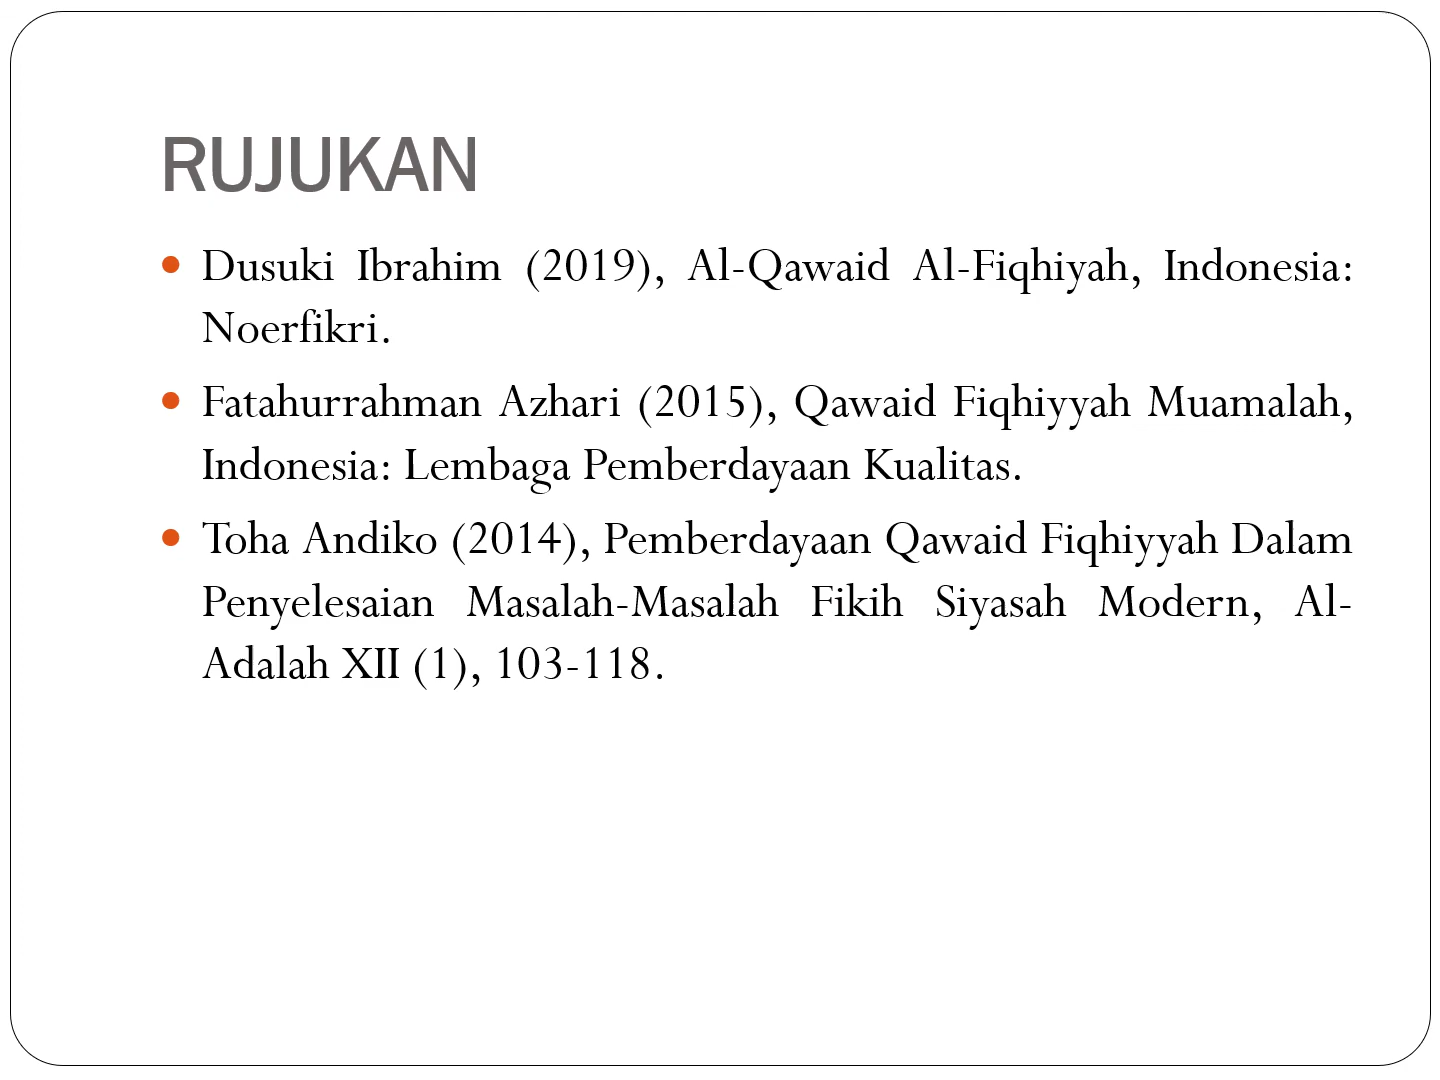 RUJUKAN
• Dusuki Ibrahim (2019), Al-Qawaid Al-Fiqhiyah, Indonesia:
Noerfikri.
• Fatahurrahman Azhari (2015), Qawaid Fiqhiyyah Muamalah,
Indonesia: Lembaga Pemberdayaan Kualitas.
• Toha Andiko (2014), Pemberdayaan Qawaid Fiqhiyyah Dalam
Penyelesaian Masalah-Masalah Fikih Siyasah Modern, Al-
Adalah XII (1), 103-118.